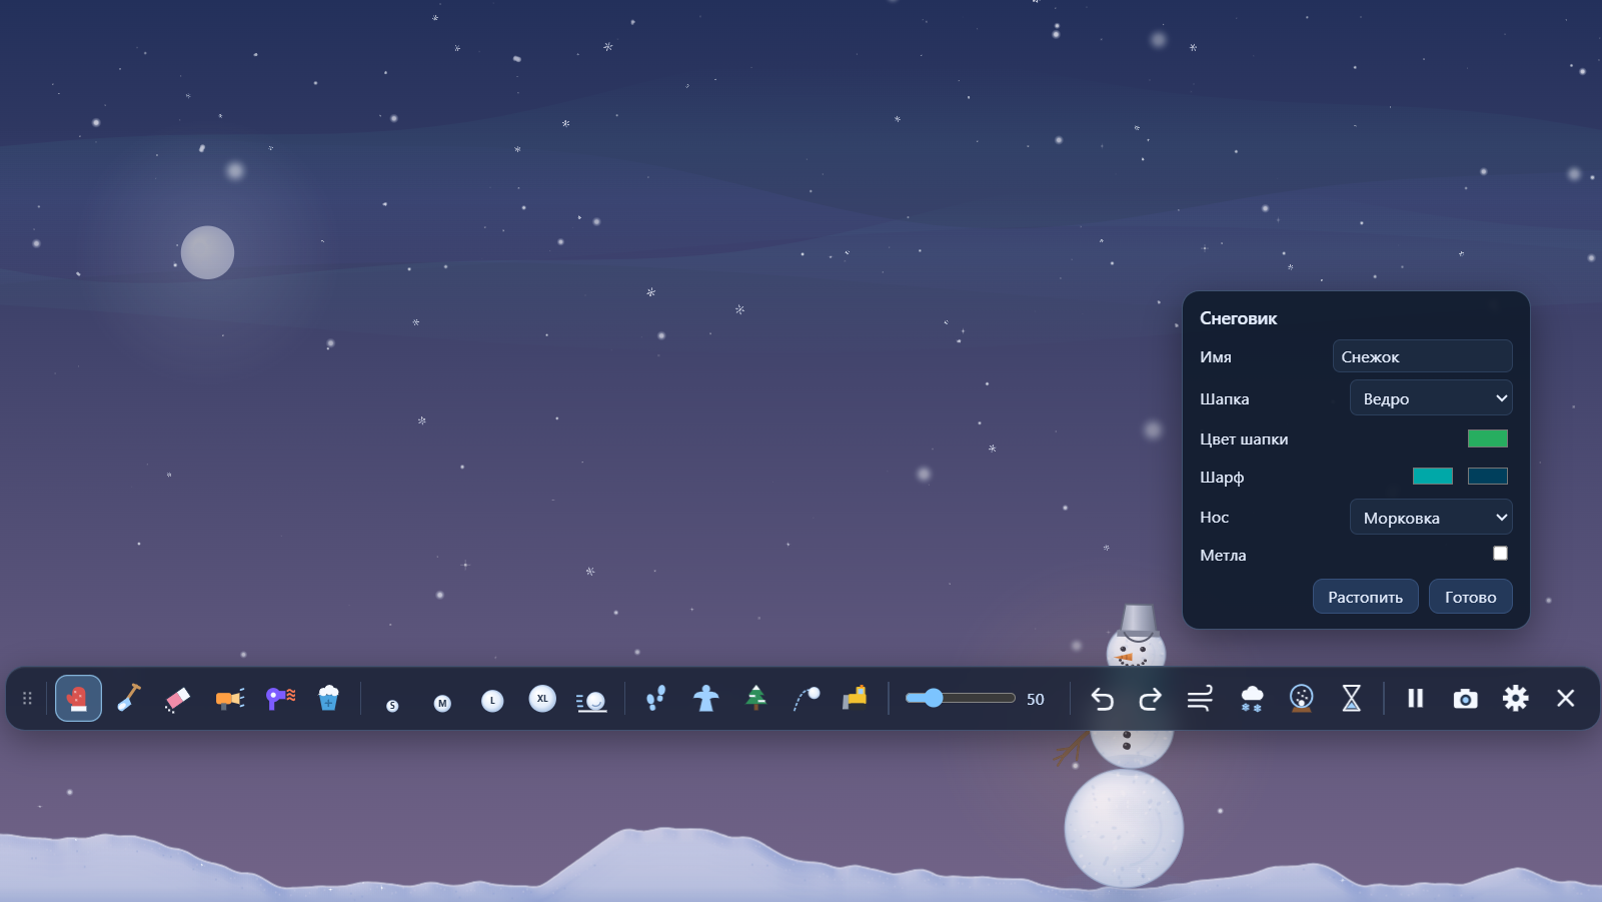 Снеговик
Имя Снежок
Шапка Ведро
Цвет шапки
Шарф
Нос Морковка
Метла
Растопить Готово
S M L XL 50